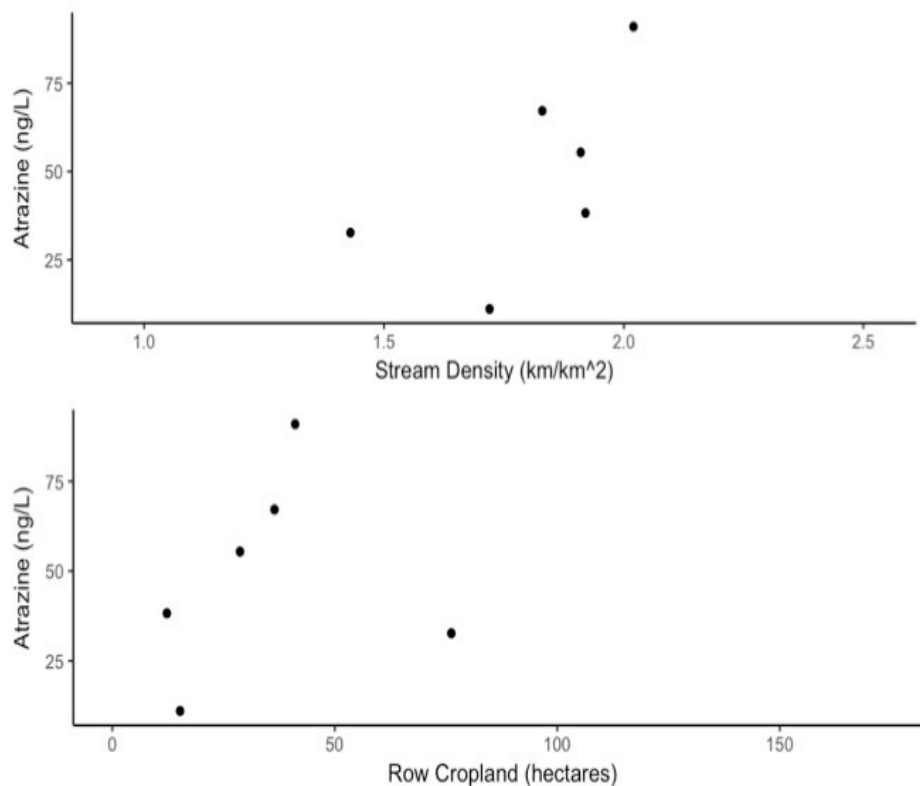 Atrazine (ng/L)
75
50
25
1.0 1.5 2.0 2.5
Stream Density (km/km^2)
Atrazine (ng/L)
75
50
25
0 50 100 150
Row Cropland (hectares)